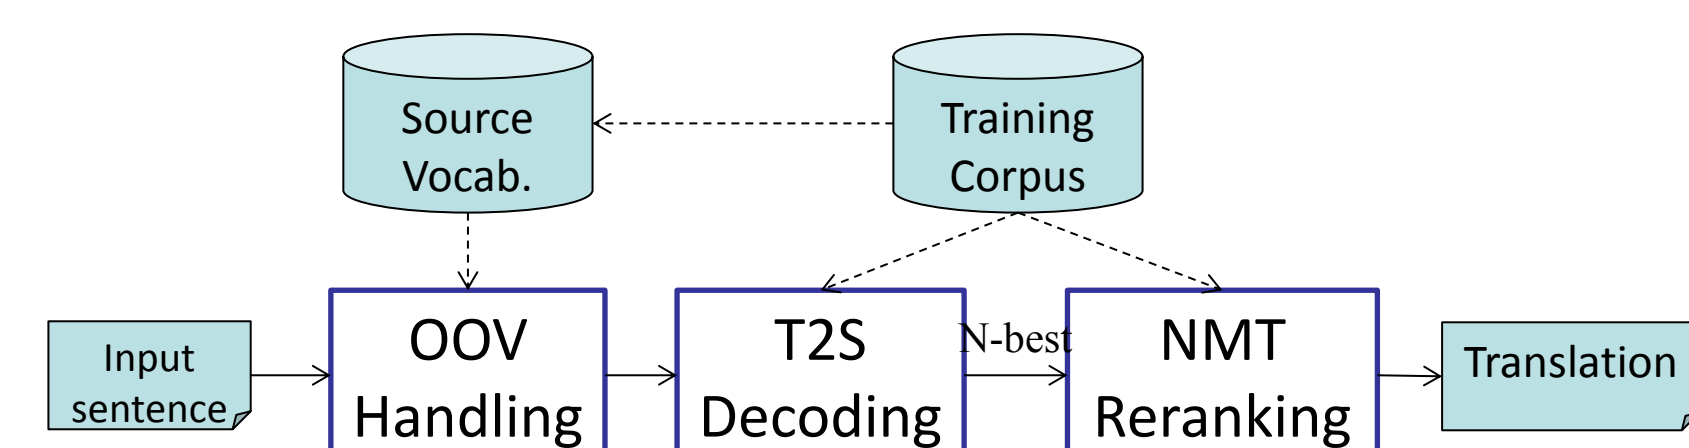 Source
Vocab.
Training
Corpus
Input
sentence
OOV
Handling
T2S
Decoding
N-best
NMT
Reranking
Translation